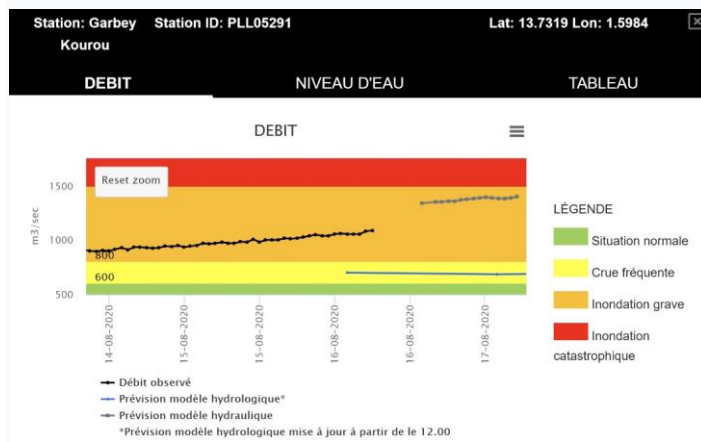 Station: Garbey Kourou
Station ID: PLL05291
Lat: 13.7319 Lon: 1.5984
DEBIT
NIVEAU D'EAU
TABLEAU
DEBIT
Reset zoom
m3/sec
1500
1000
800
600
500
14-08-2020
15-08-2020
15-08-2020
16-08-2020
16-08-2020
17-08-2020
LÉGENDE
Situation normale
Crue fréquente
Inondation grave
Inondation
catastrophique
Débit observé
Prévision modèle hydrologique*
Prévision modèle hydraulique
*Prévision modèle hydrologique mise à jour à partir de le 12.00